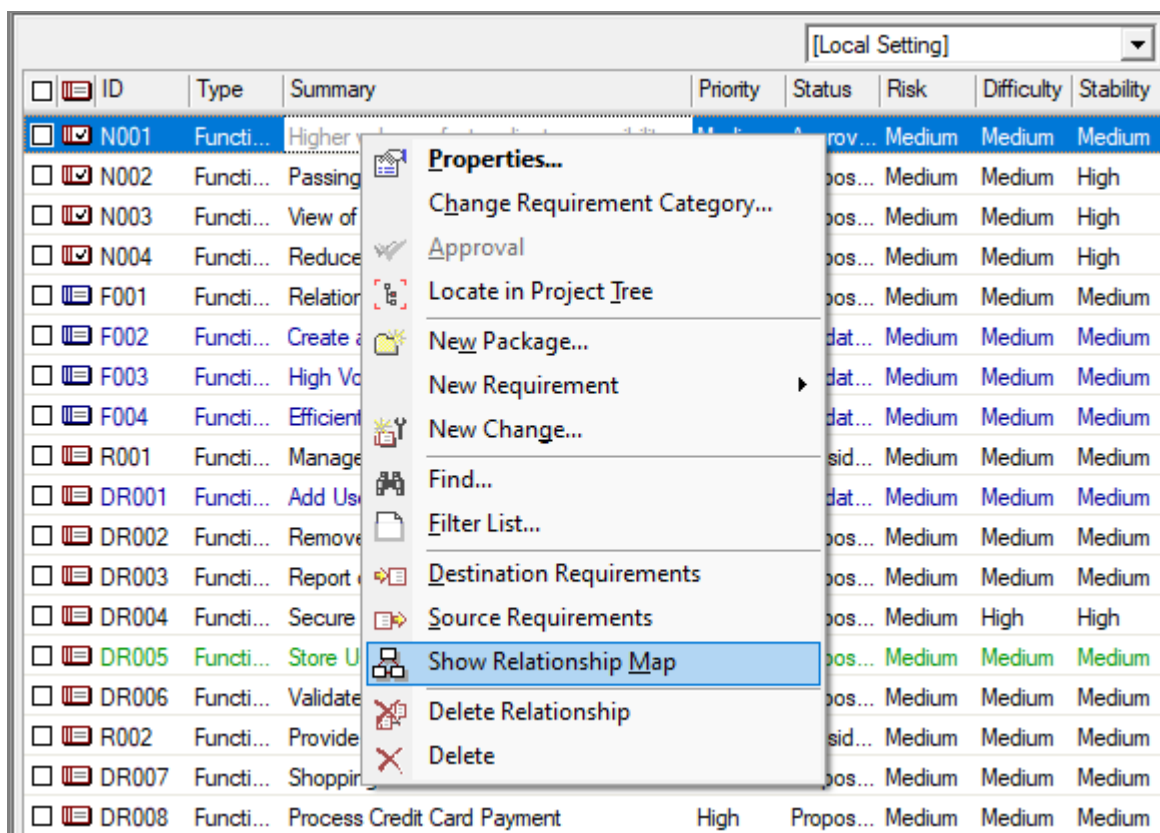 [Local Setting]
ID Type Summary Priority Status Risk Difficulty Stability
N001 Functi... Higher Medium Medium Medium
Properties...
N002 Functi... Passing Medium Medium High
Change Requirement Category...
N003 Functi... View of Medium Medium High
Approval
N004 Functi... Reduce Medium Medium High
Locate in Project Tree
F001 Functi... Medium Medium Medium
New Package...
F002 Functi... Create Medium Medium Medium
New Requirement
F003 Functi... High Medium Medium Medium
New Change...
F004 Functi... Efficient Medium Medium Medium
R001 Functi... Manage Medium Medium Medium
Find...
DR001 Functi... Add Medium Medium Medium
Filter List...
DR002 Functi... Remove Medium Medium Medium
Destination Requirements
DR003 Functi... Report Medium Medium Medium
Source Requirements
DR004 Functi... Secure Medium High High
Show Relationship Map
DR005 Functi... Store Medium Medium Medium
DR006 Functi... Validate Medium Medium Medium
Delete Relationship
R002 Functi... Provide Medium Medium Medium
Delete
DR007 Functi... Medium Medium Medium
DR008 Functi... Process Credit Card Payment High Propos... Medium Medium Medium